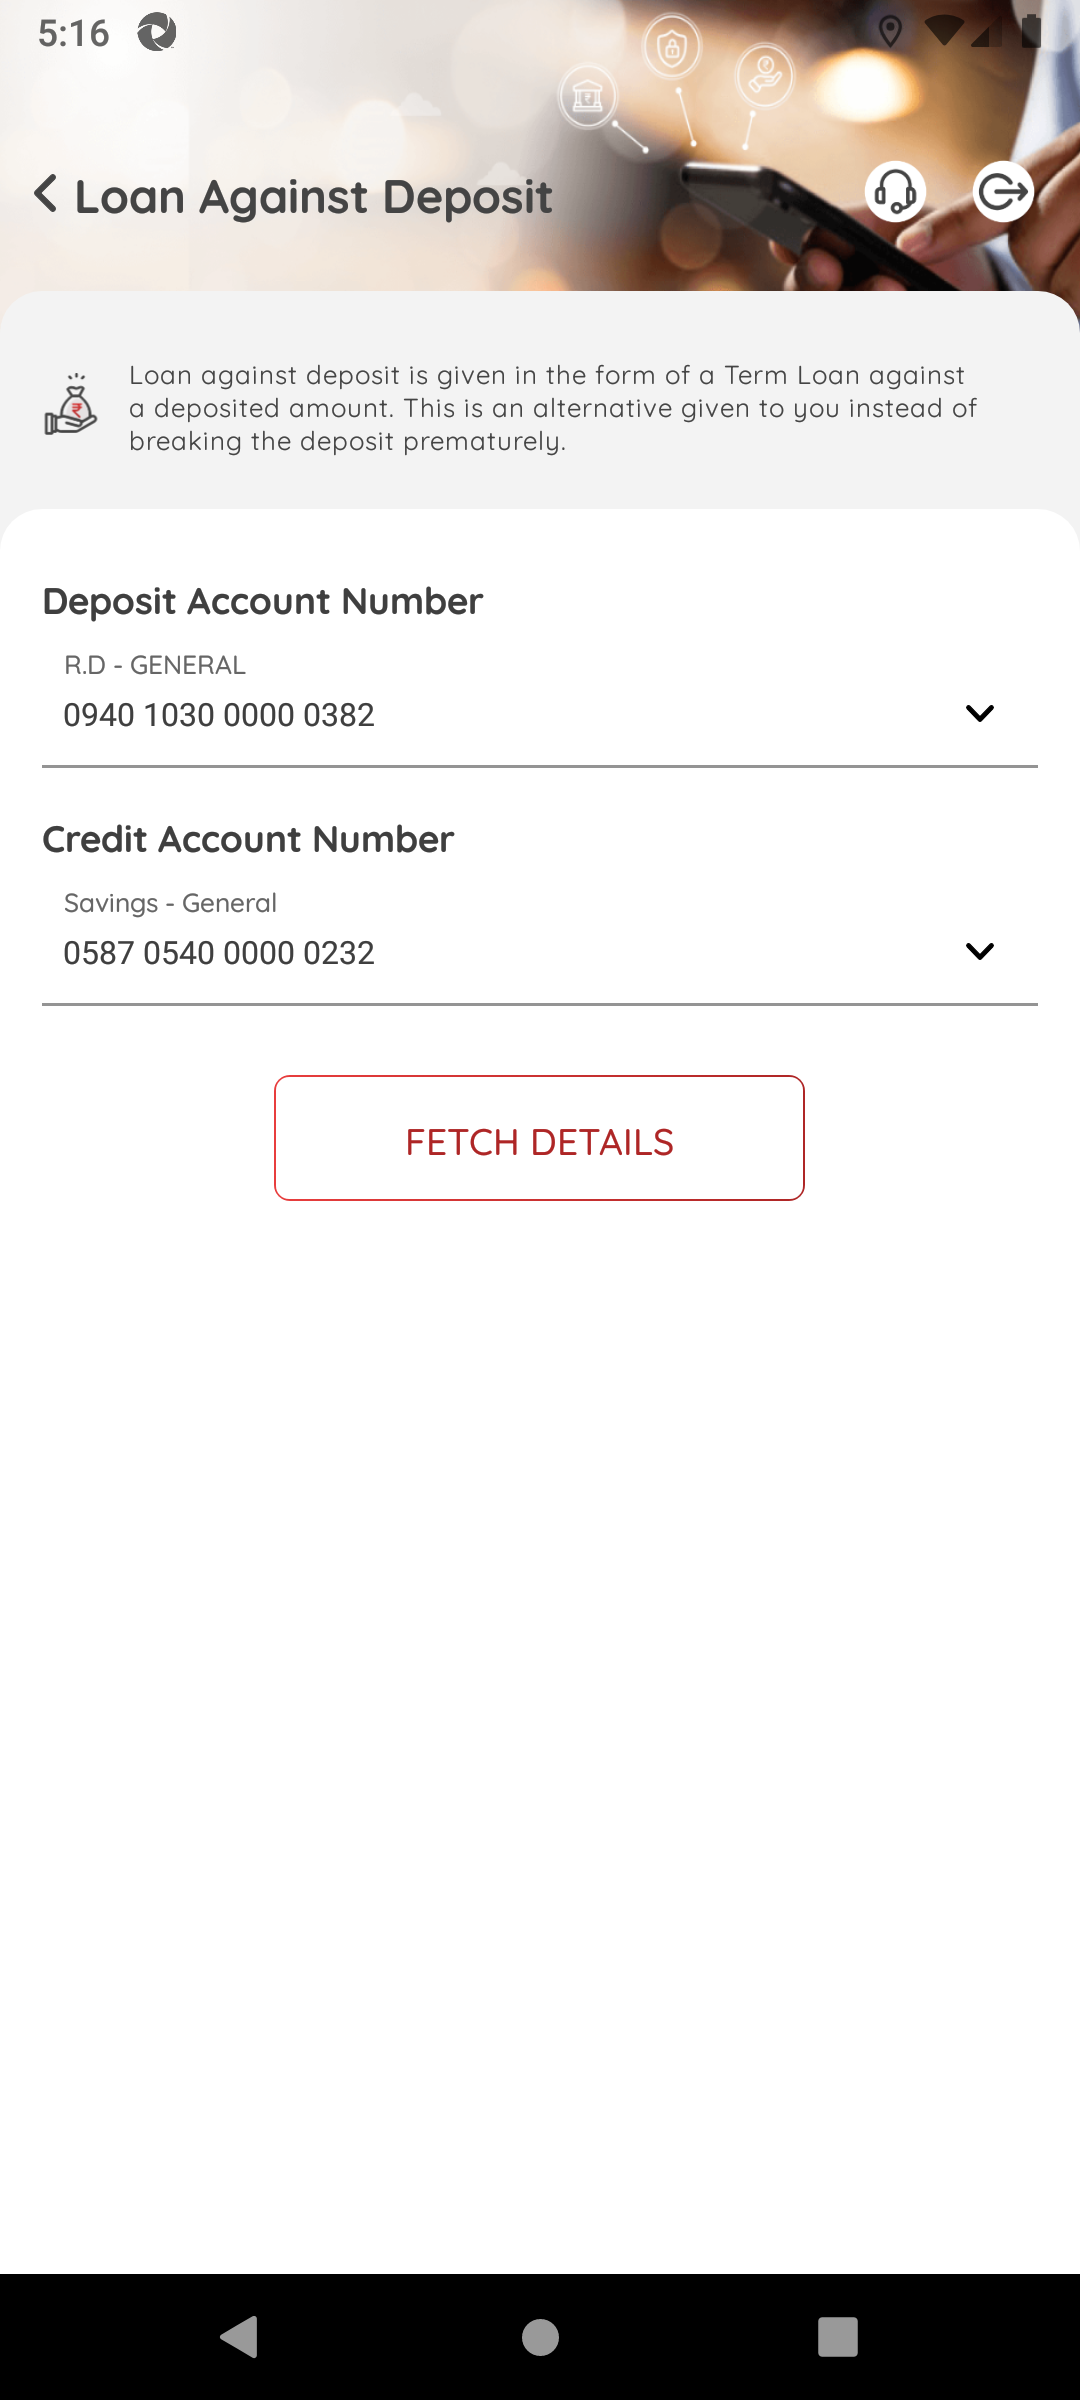 5:16
Loan Against Deposit
Loan against deposit is given in the form of a Term Loan against
a deposited amount. This is an alternative given to you instead of
breaking the deposit prematurely.
Deposit Account Number
R.D - GENERAL
0940 1030 0000 0382
Credit Account Number
Savings - General
0587 0540 0000 0232
FETCH DETAILS